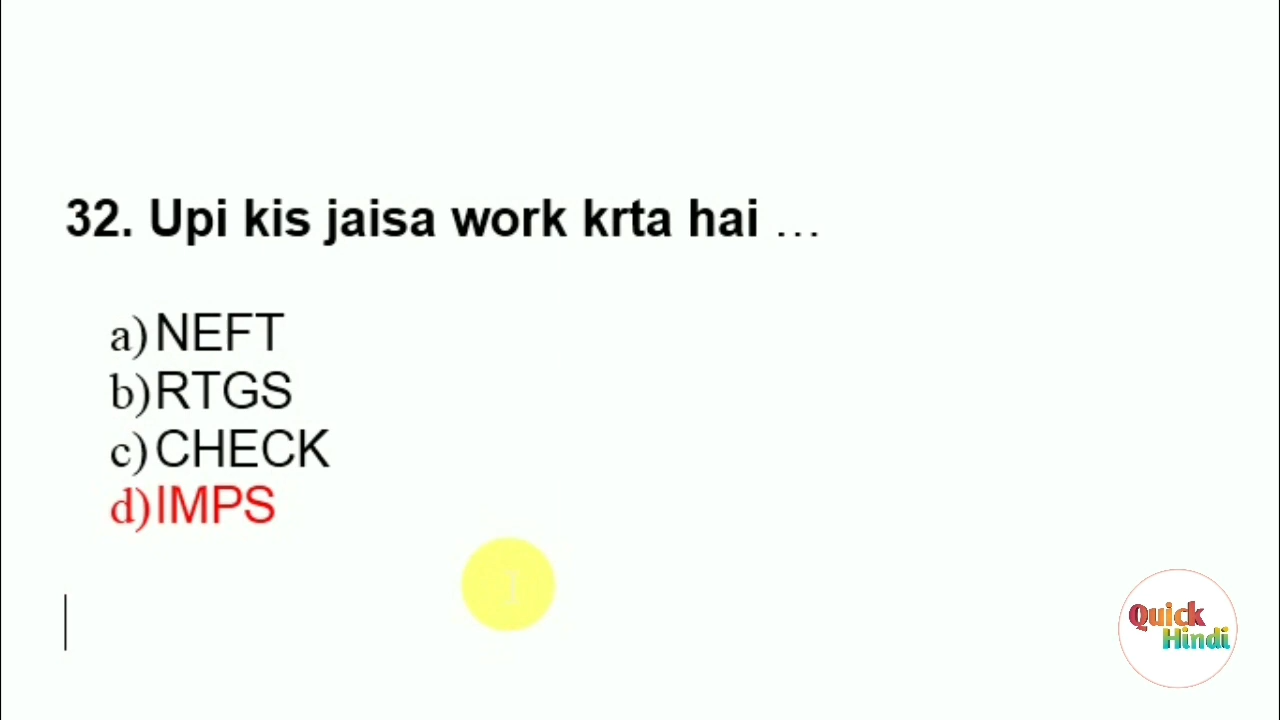 32. Upi kis jaisa work krta hai ...
a) NEFT
b) RTGS
c) CHECK
d) IMPS
Quick
Hindi